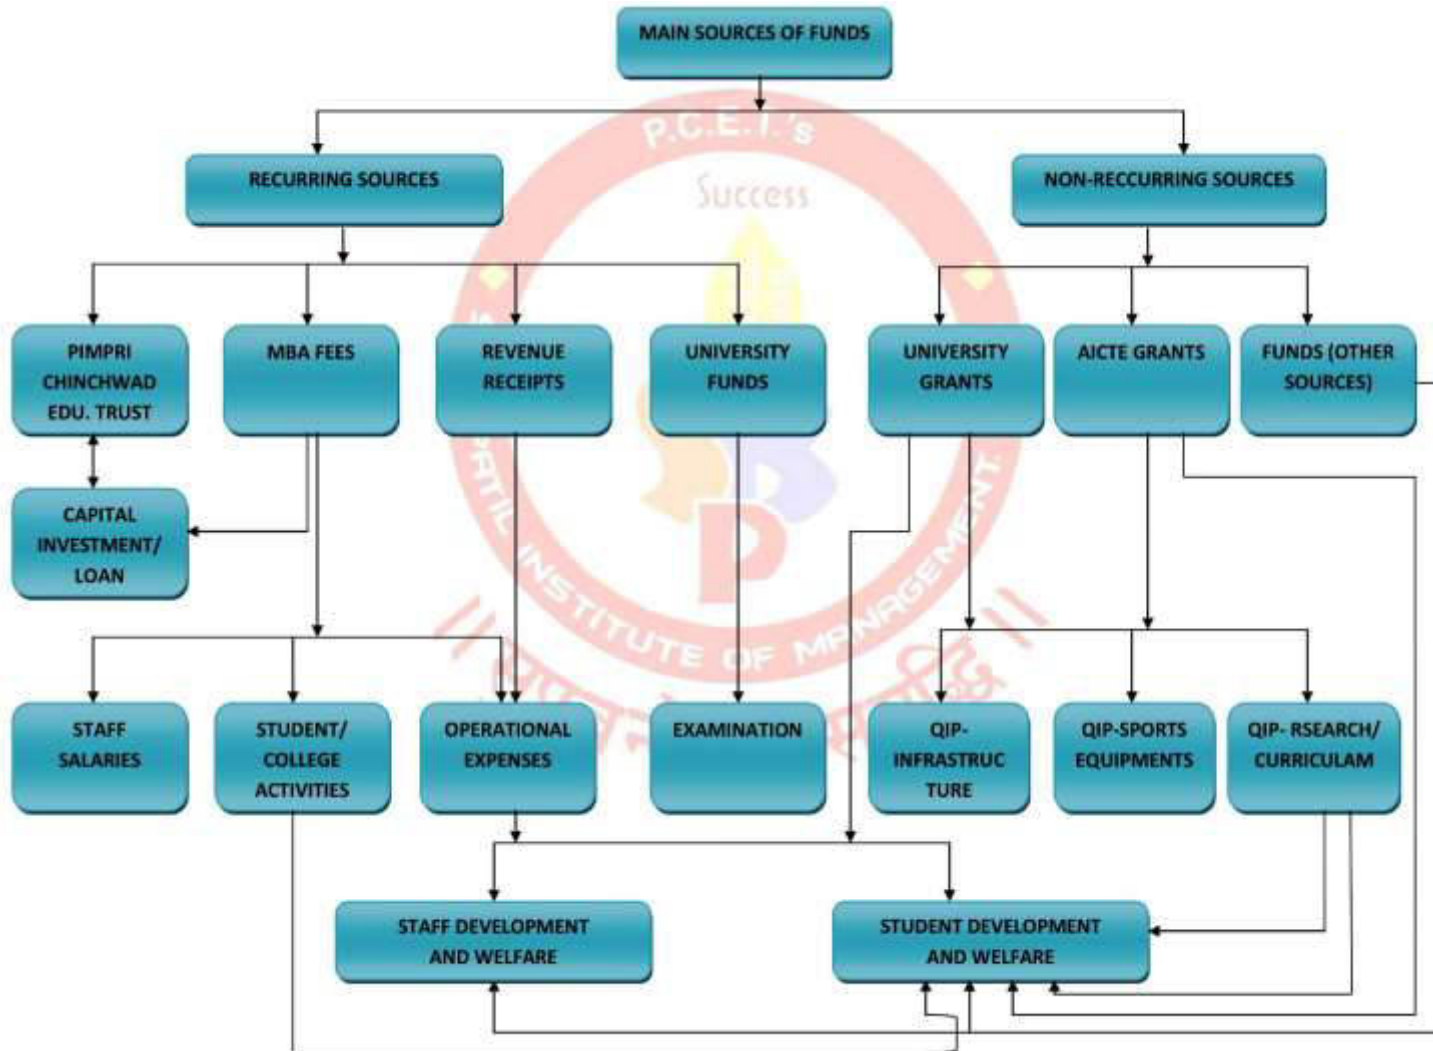 MAIN SOURCES OF FUNDS
P.C.E.T.'s
Success
RECURRING SOURCES
NON-RECCURRING SOURCES
PIMPRI
CHINCHWAD
EDU. TRUST
MBA FEES
REVENUE
RECEIPTS
UNIVERSITY
FUNDS
UNIVERSITY
GRANTS
AICTE GRANTS
FUNDS (OTHER
SOURCES)
CAPITAL
INVESTMENT/
LOAN
PATIL INSTITUTE OF MANAGEMENT
STAFF
SALARIES
STUDENT/
COLLEGE
ACTIVITIES
OPERATIONAL
EXPENSES
EXAMINATION
QIP-
INFRASTRUC
TURE
QIP-SPORTS
EQUIPMENTS
QIP- RSEARCH/
CURRICULAM
STAFF DEVELOPMENT
AND WELFARE
STUDENT DEVELOPMENT
AND WELFARE